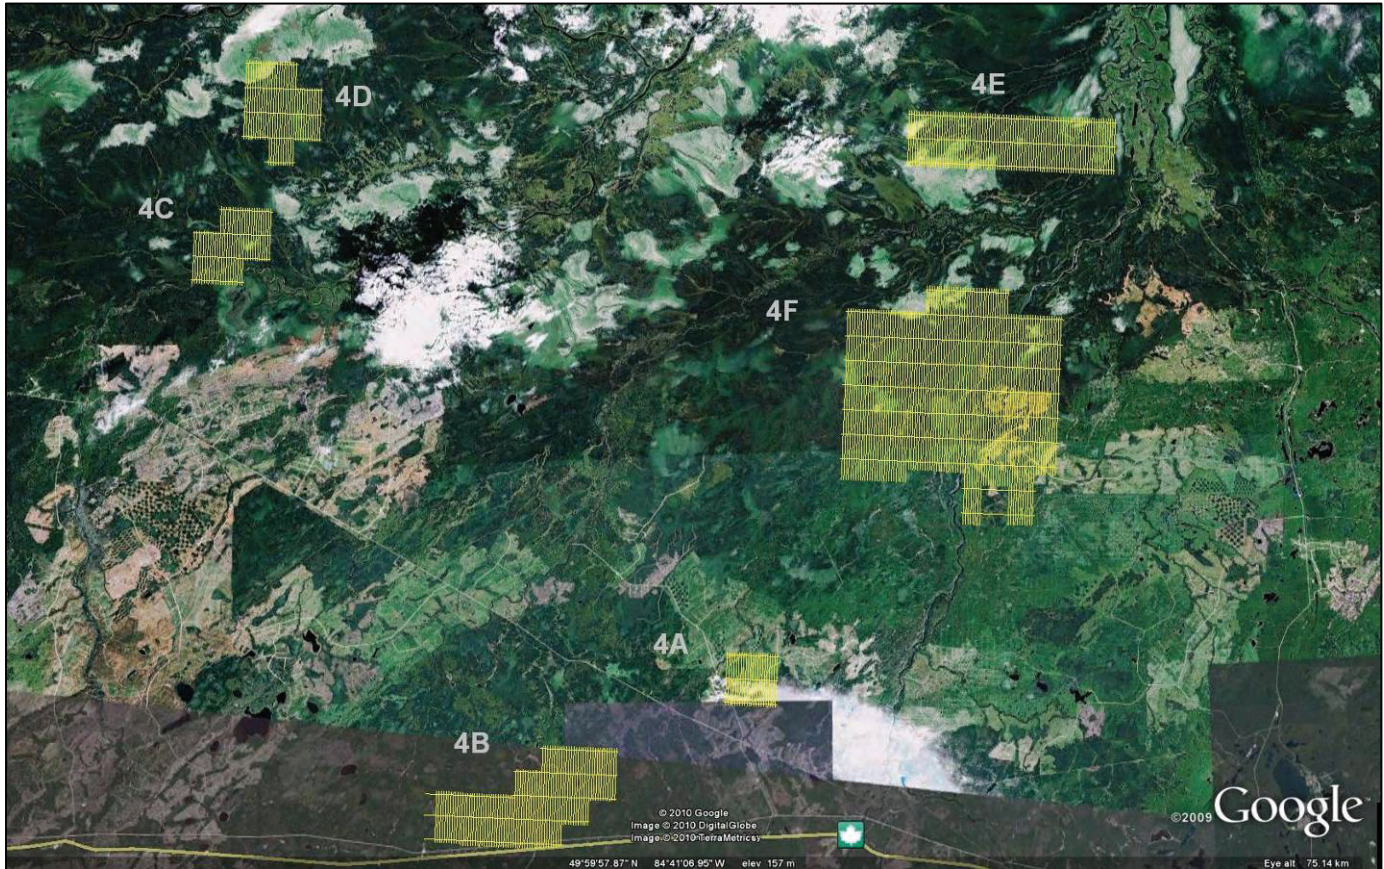 4D
4E
4C
4F
4A
4B
© 2010 Google
Image © 2010 DigitalGlobe
Image © 2010 TerraMetrics
©2009 Google
49°59'57.87" N 84°41'06.95" W elev 157 m Eye alt 75.14 km